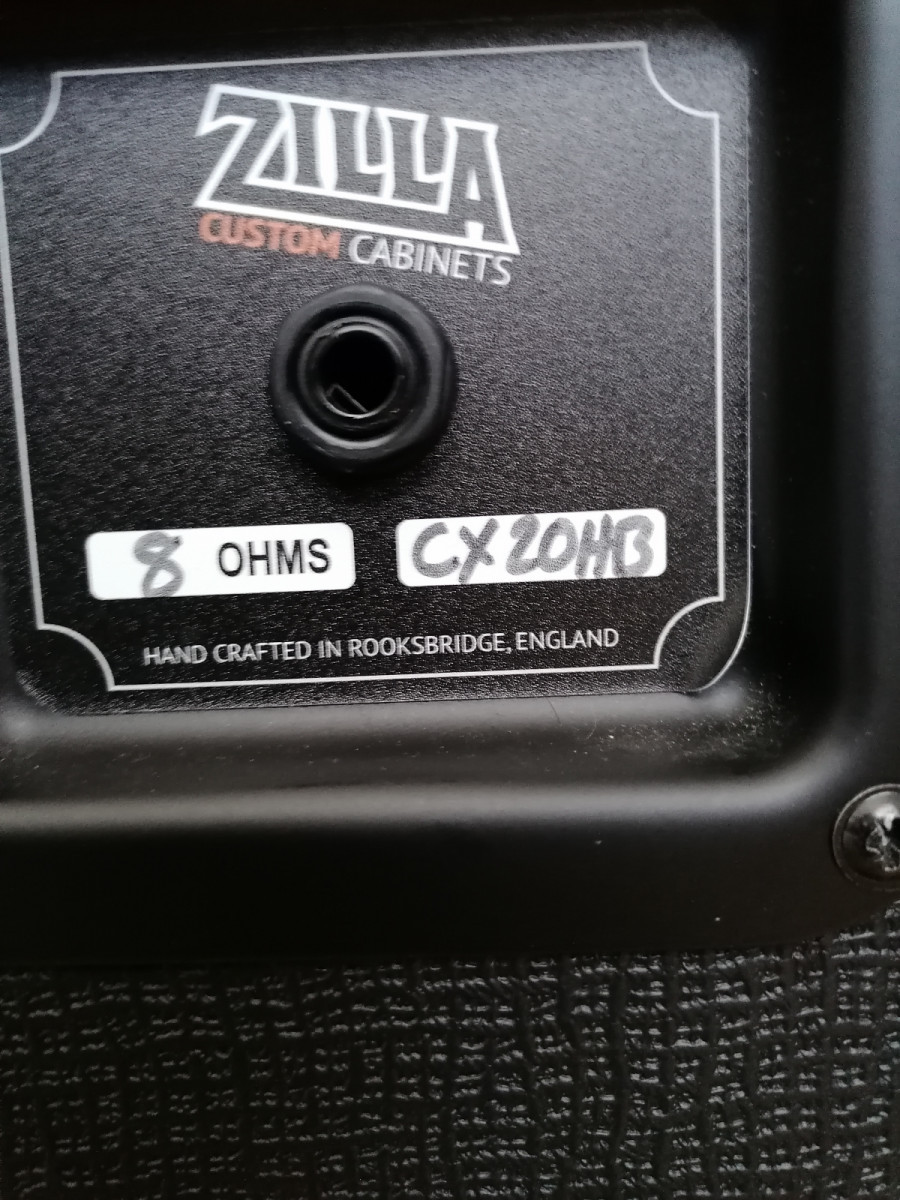 ZILLA
CUSTOM CABINETS
8 OHMS
CX20HB
HAND CRAFTED IN ROOKSBRIDGE, ENGLAND